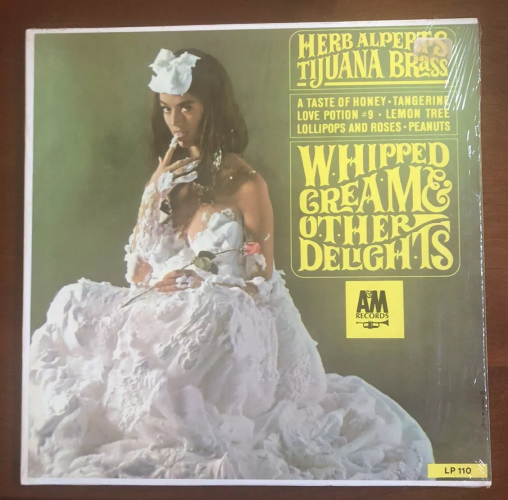 HERB ALPERT'S
TIJUANA BRASS
A TASTE OF HONEY · TANGERINE
LOVE POTION #9 · LEMON TREE
LOLLIPOPS AND ROSES · PEANUTS
WHIPPED
CREAM &
OTHER
DELIGHTS
A&M
RECORDS
LP 110